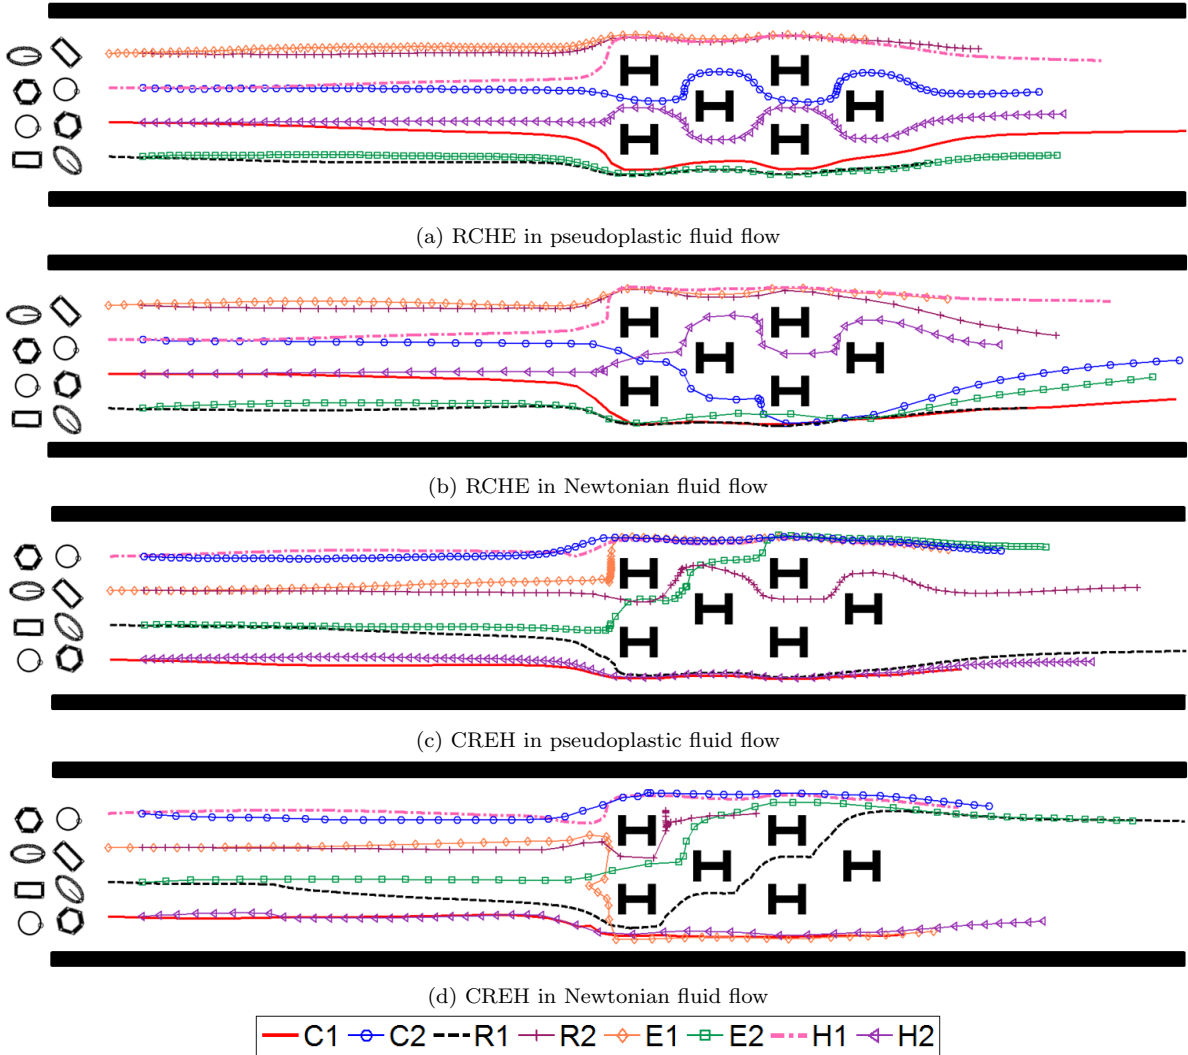 (a) RCHE in pseudoplastic fluid flow
(b) RCHE in Newtonian fluid flow
(c) CREH in pseudoplastic fluid flow
(d) CREH in Newtonian fluid flow
C1 C2 R1 R2 E1 E2 H1 H2